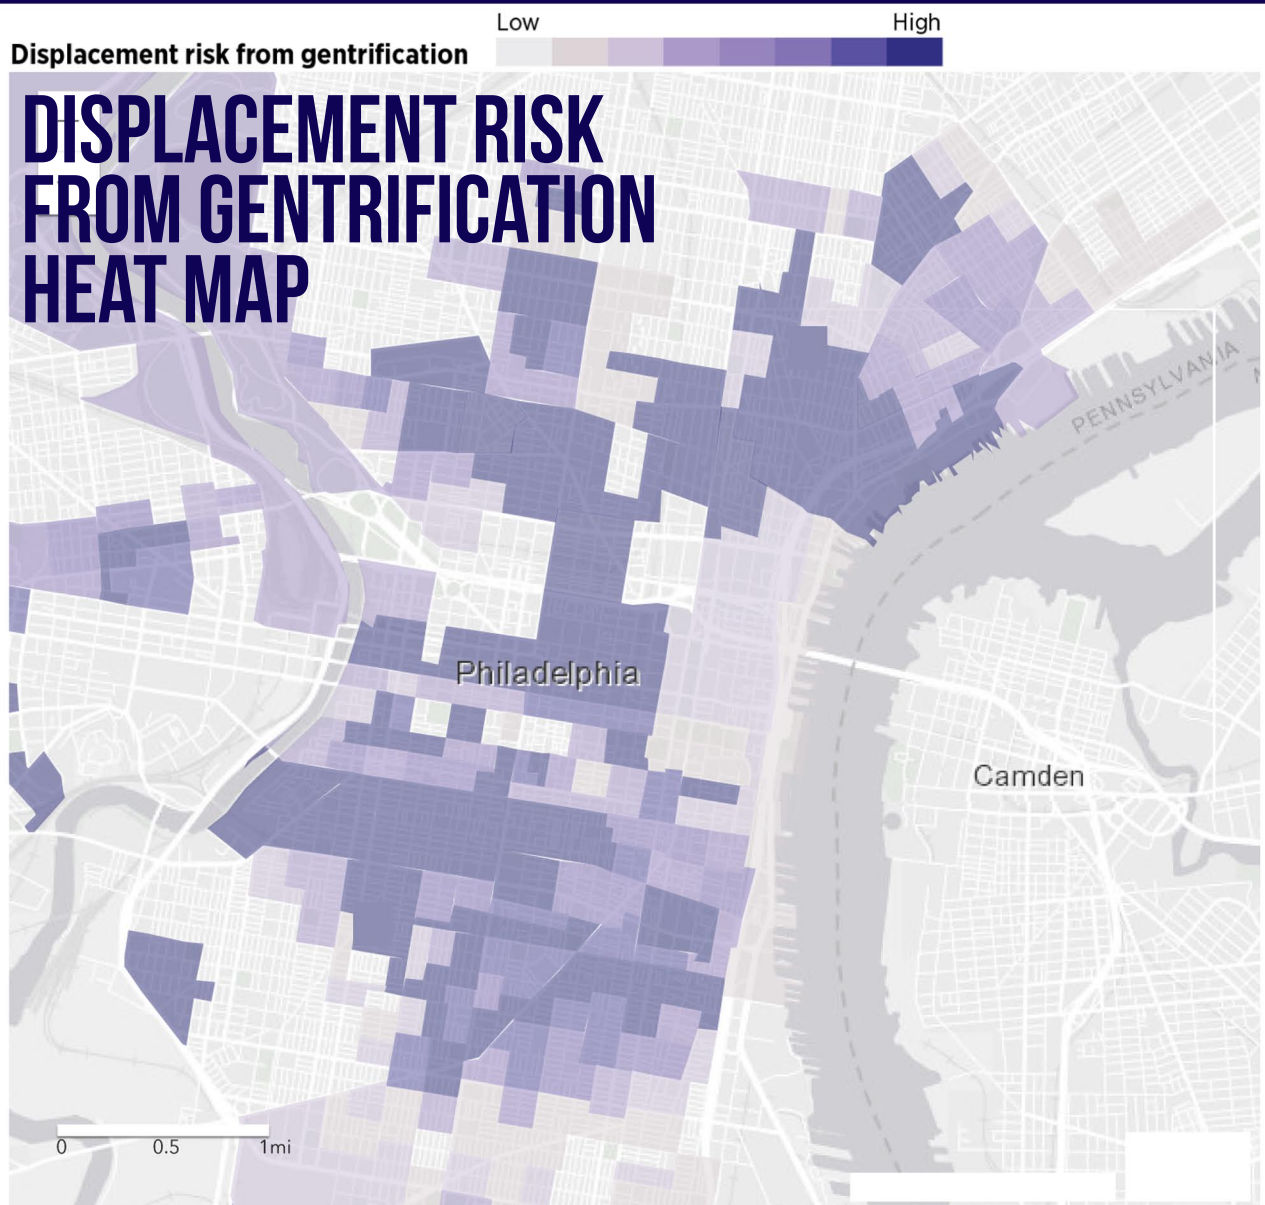 Low
High
Displacement risk from gentrification
DISPLACEMENT RISK
FROM GENTRIFICATION
HEAT MAP
PENNSYLVANIA
Philadelphia
Camden
0 0.5 1mi